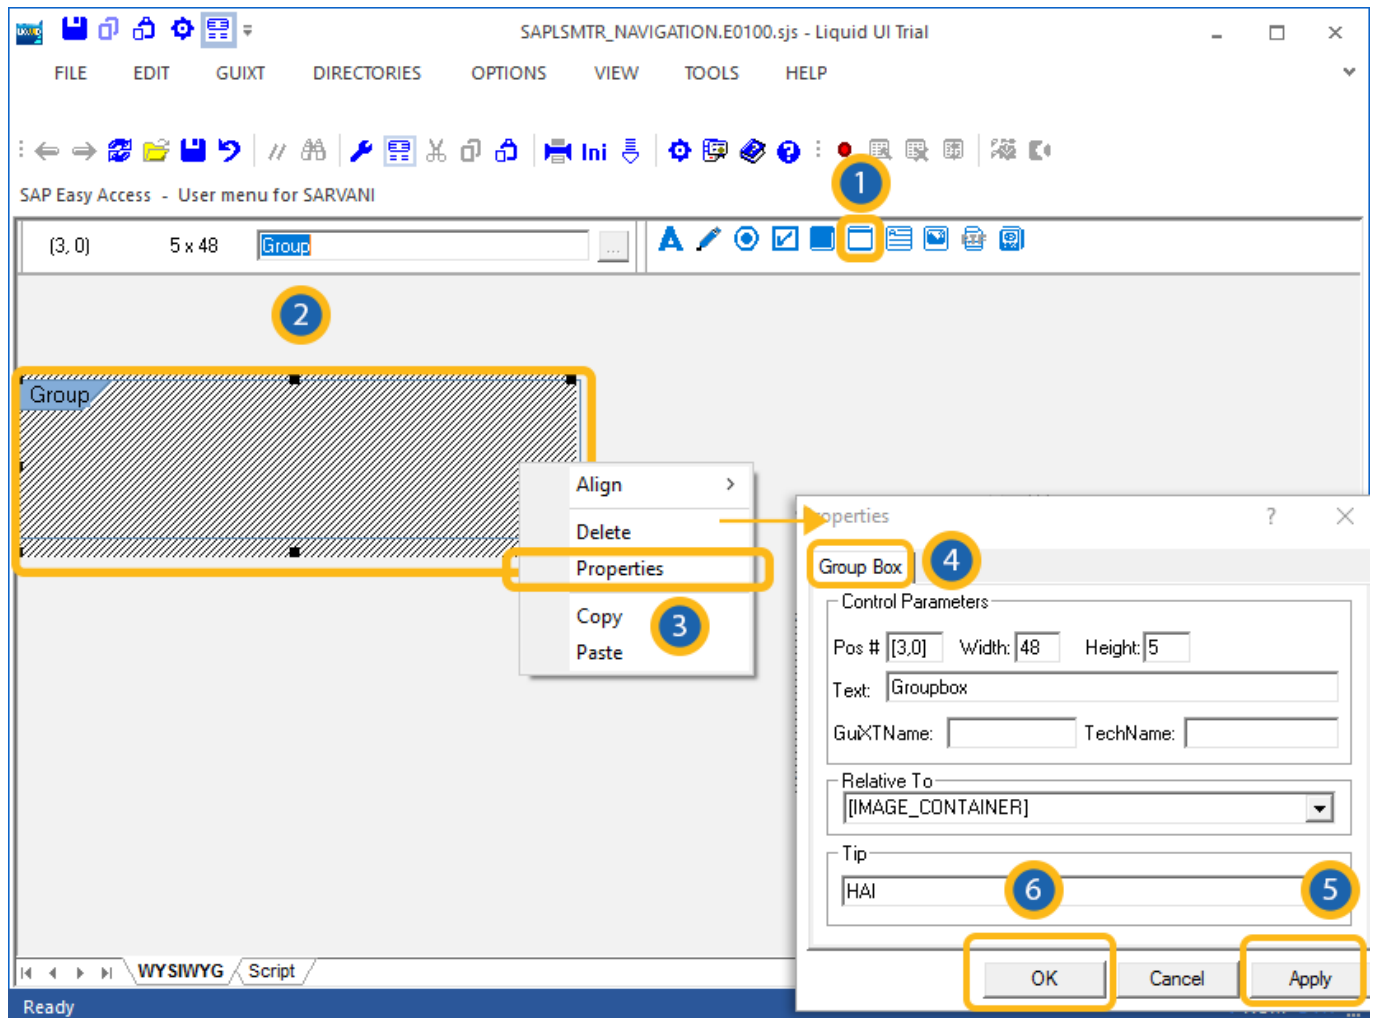 SAPLSMTR_NAVIGATION.E0100.sjs - Liquid UI Trial
FILE EDIT GUIXT DIRECTORIES OPTIONS VIEW TOOLS HELP
Ini
1
SAP Easy Access - User menu for SARVANI
(3, 0) 5 x 48 Group ...
A
2
Group
Align >
Delete
Properties
Copy
Paste
3
operties ? ×
Group Box
4
Control Parameters
Pos # [3,0] Width: 48 Height: 5
Text: Groupbox
GuiXTName: TechName:
Relative To
[IMAGE_CONTAINER]
Tip
HAI
6
5
OK Cancel Apply
WYSIWYG Script
Ready